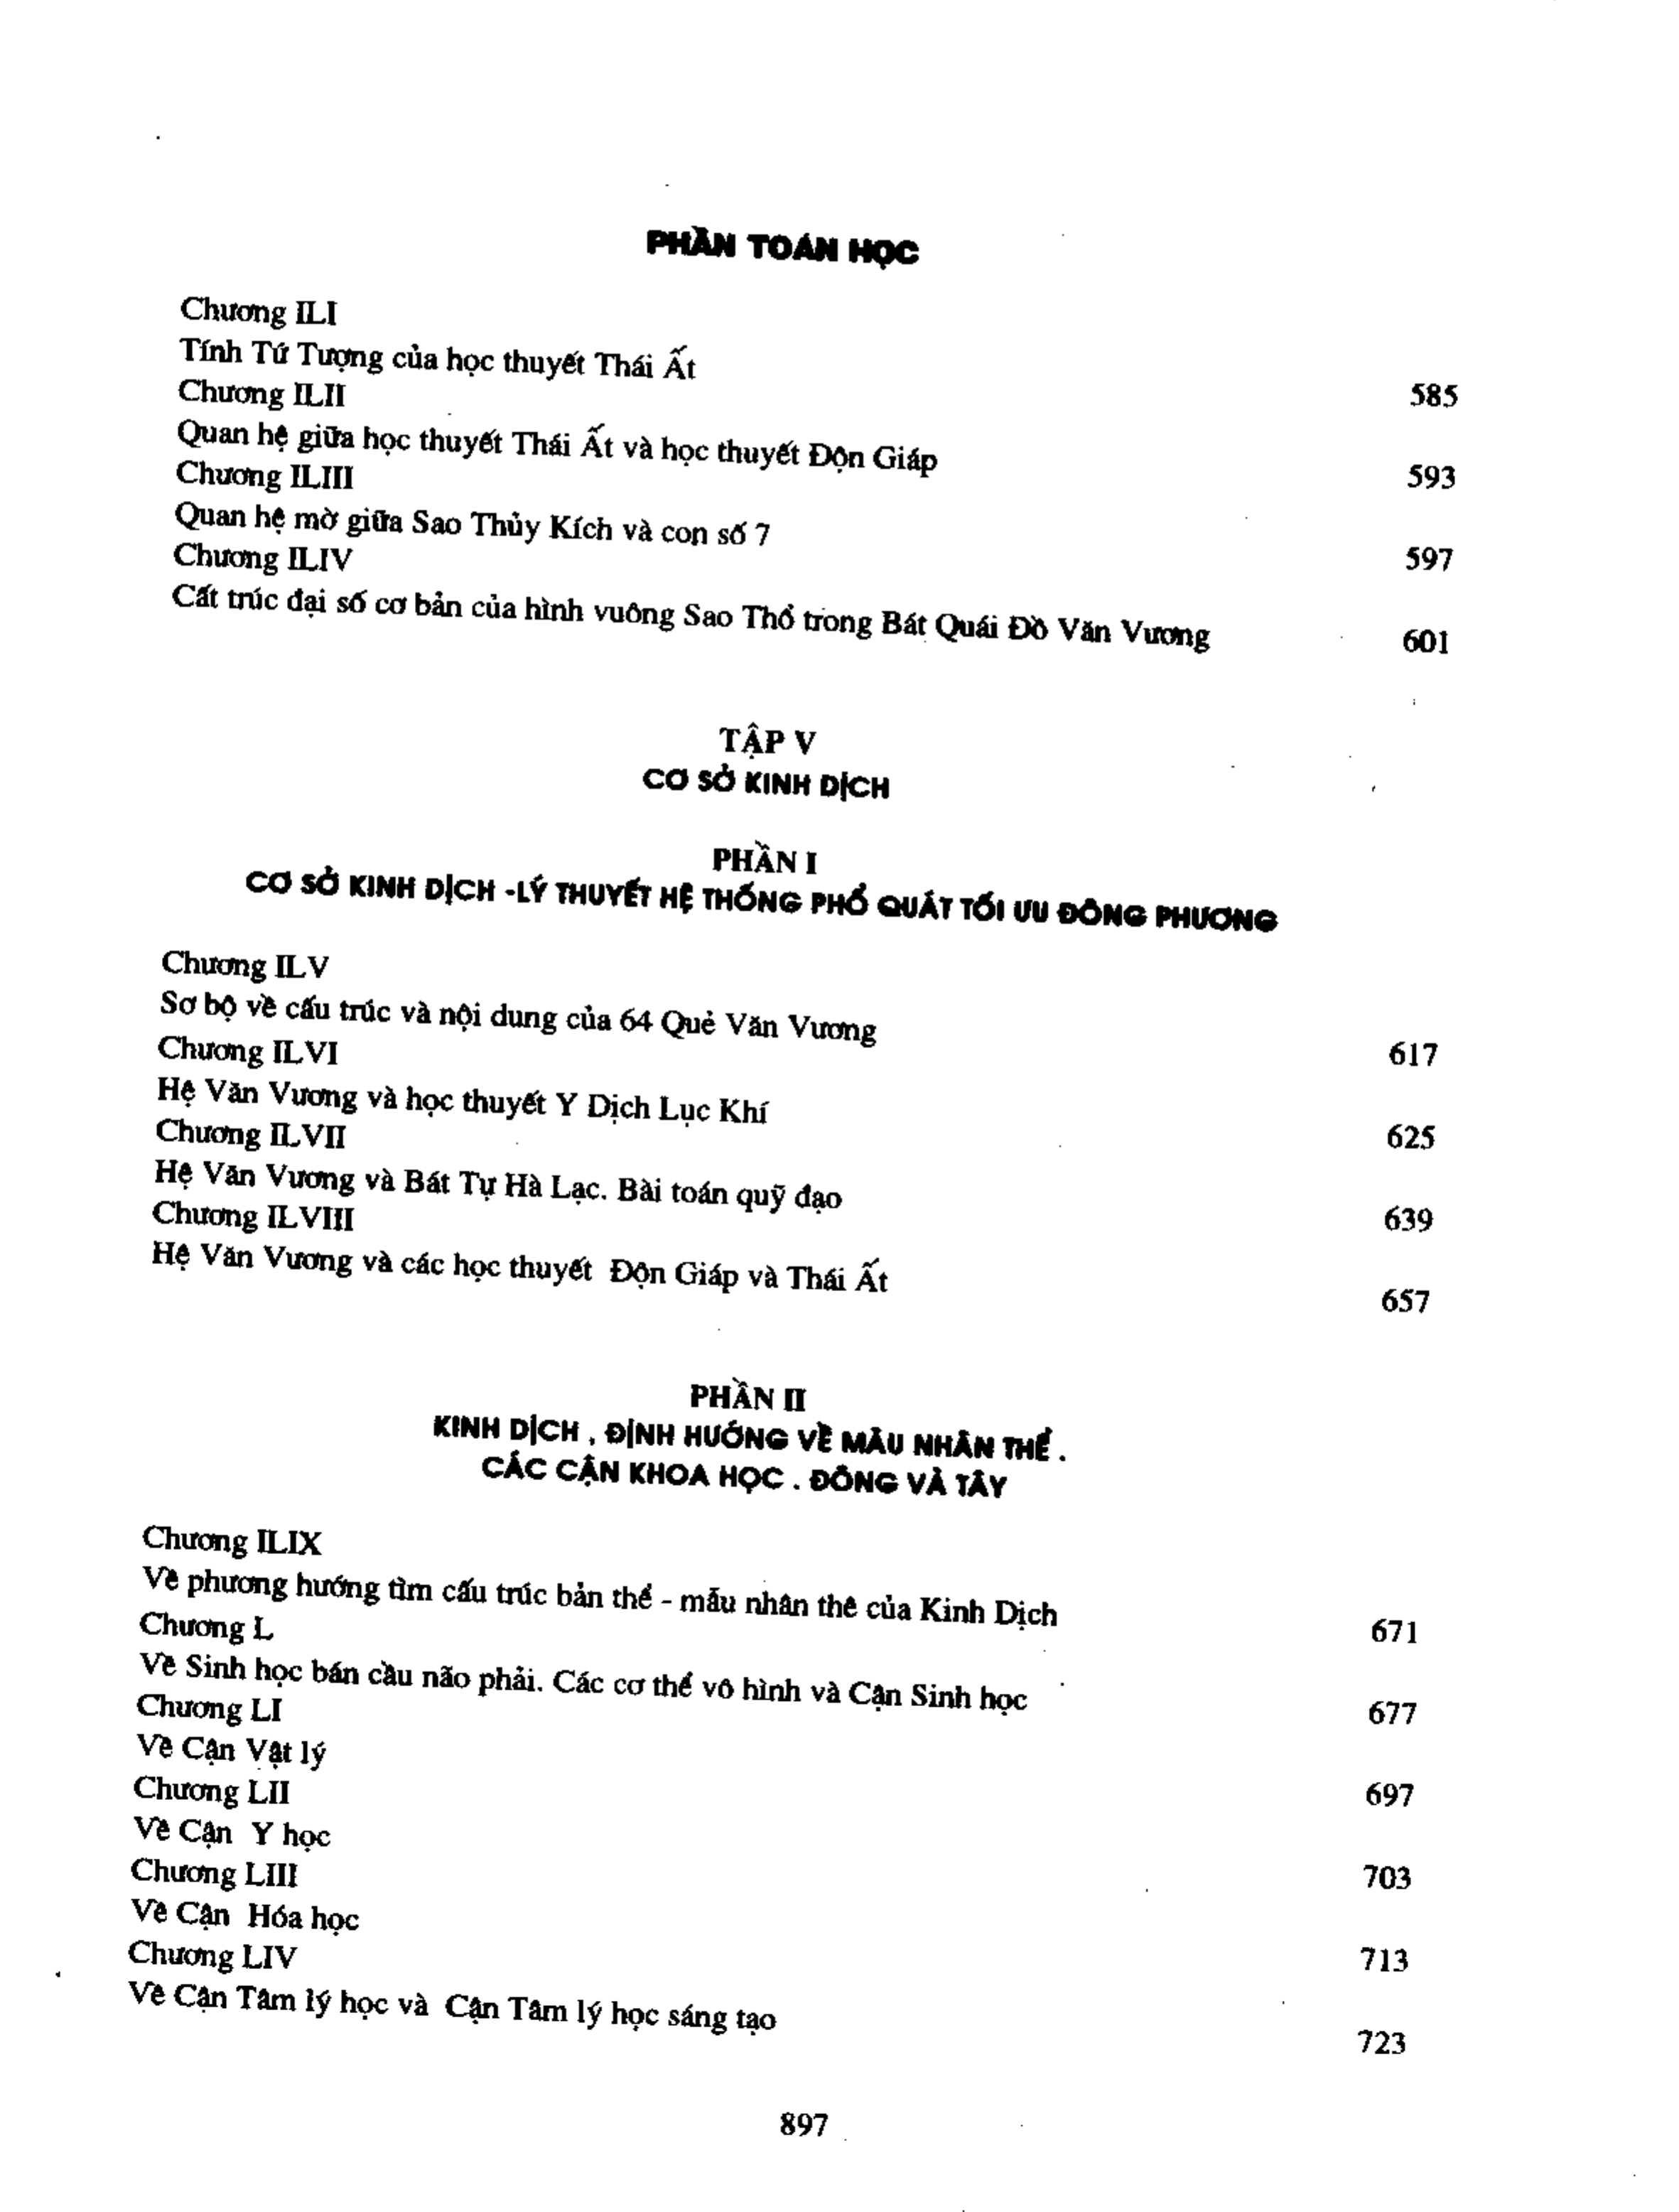 PHẦN TOÁN HỌC
Chương ILI
Tính Tứ Tượng của học thuyết Thái Ất 585
Chương ILII
Quan hệ giữa học thuyết Thái Ất và học thuyết Độn Giáp 593
Chương ILIII
Quan hệ mờ giữa Sao Thủy Kích và con số 7 597
Chương ILIV
Cất trúc đại số cơ bản của hình vuông Sao Thổ trong Bát Quái Đồ Văn Vương 601
TẬP V
CƠ SỞ KINH DỊCH
PHẦN I
CƠ SỞ KINH DỊCH -LÝ THUYẾT HỆ THỐNG PHỔ QUÁT TỐI ƯU ĐÔNG PHƯƠNG
Chương ILV
Sơ bộ về cấu trúc và nội dung của 64 Quẻ Văn Vương 617
Chương ILVI
Hệ Văn Vương và học thuyết Y Dịch Lục Khí 625
Chương ILVII
Hệ Văn Vương và Bát Tự Hà Lạc. Bài toán quỹ đạo 639
Chương ILVIII
Hệ Văn Vương và các học thuyết Độn Giáp và Thái Ất 657
PHẦN II
KINH DỊCH , ĐỊNH HƯỚNG VỀ MẪU NHÂN THỂ .
CÁC CẬN KHOA HỌC . ĐÔNG VÀ TÂY
Chương ILIX
Về phương hướng tìm cấu trúc bản thể - mẫu nhân thê của Kinh Dịch 671
Chương L
Về Sinh học bán cầu não phải. Các cơ thể vô hình và Cận Sinh học 677
Chương LI
Về Cận Vật lý 697
Chương LII
Về Cận Y học 703
Chương LIII
Về Cận Hóa học 713
Chương LIV
Về Cận Tâm lý học và Cận Tâm lý học sáng tạo 723
897